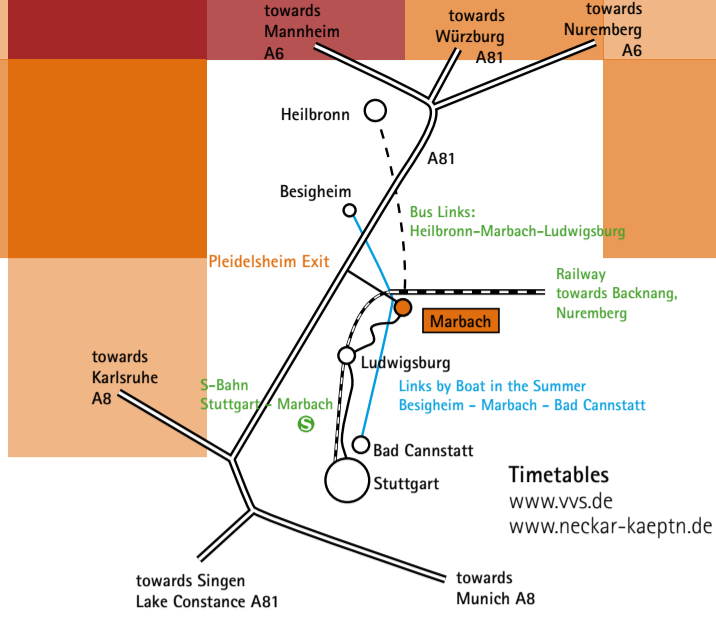 towards
Mannheim
A6
towards
Würzburg
A81
towards
Nuremberg
A6
Heilbronn
A81
Besigheim
Bus Links:
Heilbronn-Marbach-Ludwigsburg
Pleidelsheim Exit
Railway
towards Backnang,
Nuremberg
Marbach
towards
Karlsruhe
A8
Ludwigsburg
S-Bahn
Stuttgart - Marbach
S
Links by Boat in the Summer
Besigheim - Marbach - Bad Cannstatt
Bad Cannstatt
Stuttgart
Timetables
www.vvs.de
www.neckar-kaeptn.de
towards Singen
Lake Constance A81
towards
Munich A8